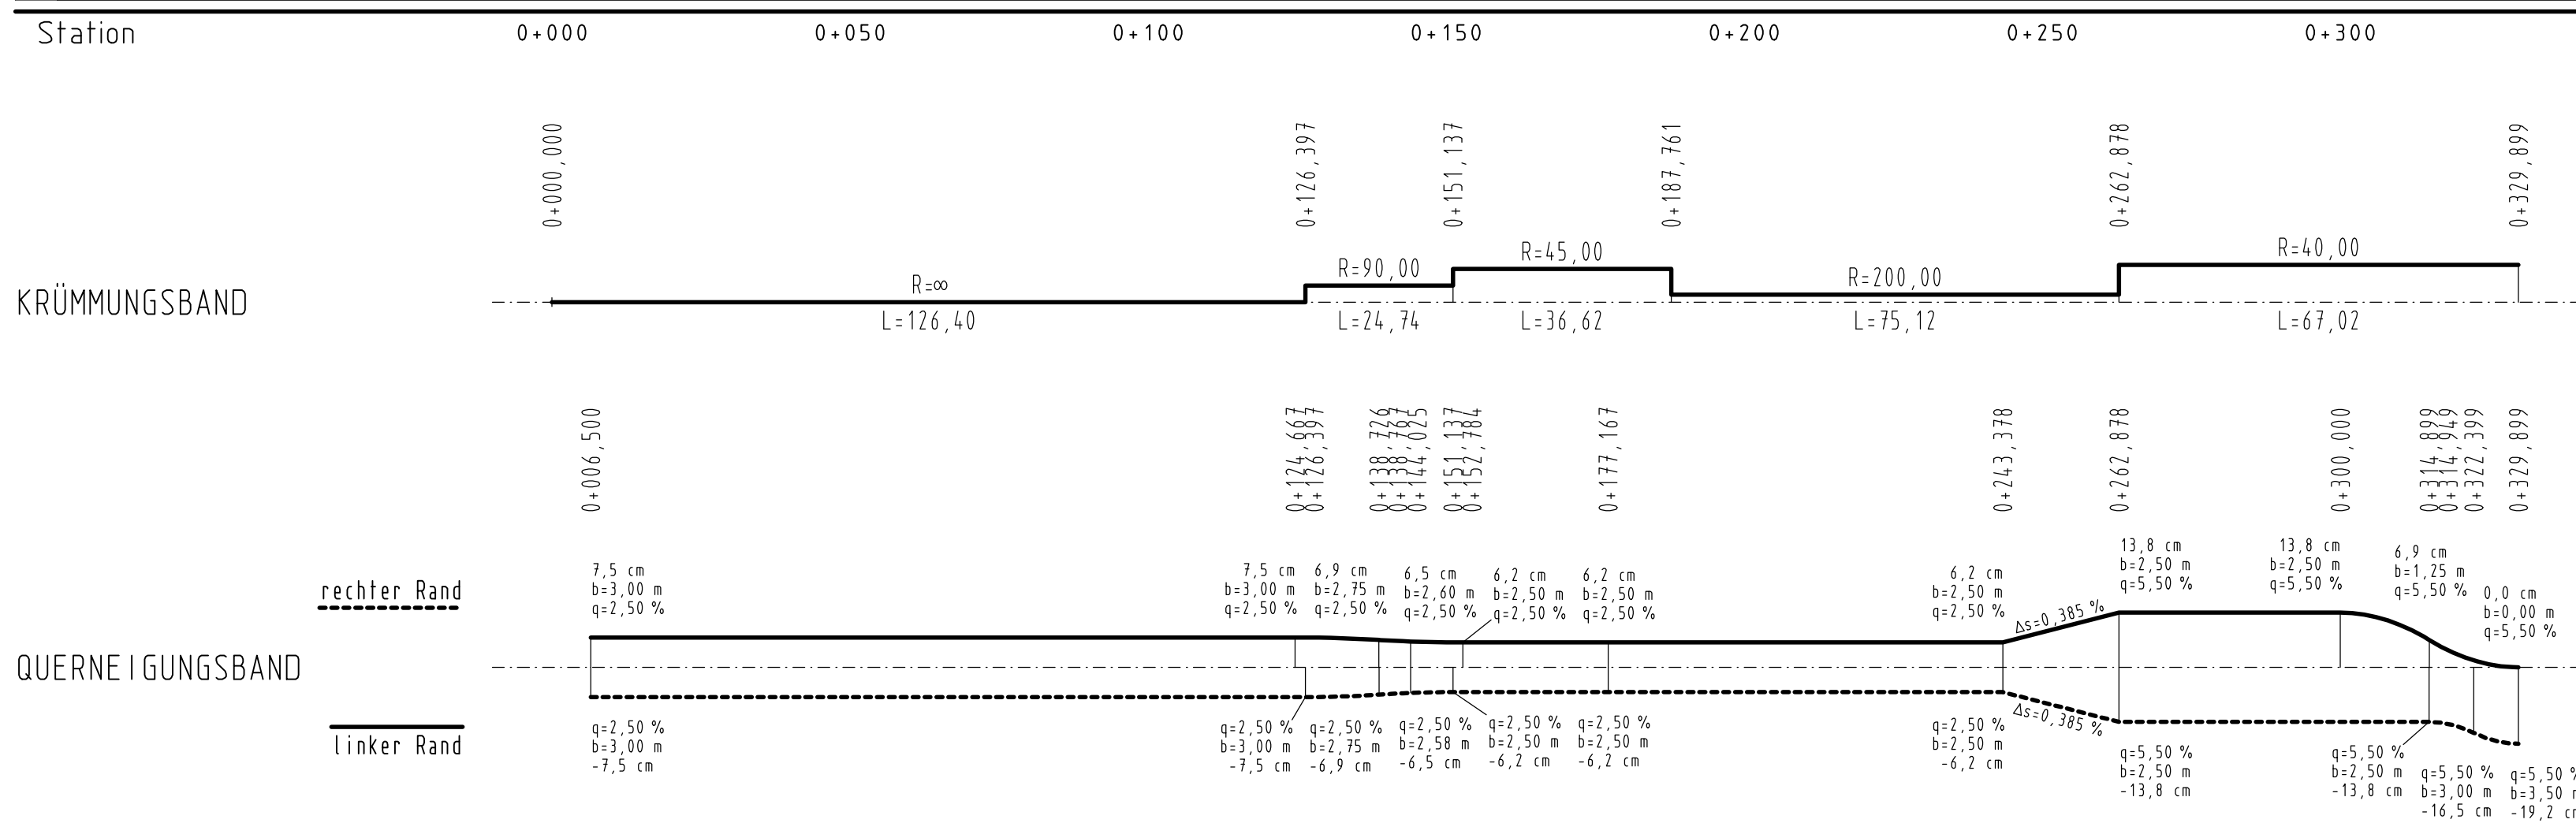 Station 0+000 0+050 0+100 0+150 0+200 0+250 0+300
0+000,000 0+126,397 0+151,137 0+187,761 0+262,878 0+329,899
R=∞ R=90,00 R=45,00 R=200,00 R=40,00
KRÜMMUNGSBAND
L=126,40 L=24,74 L=36,62 L=75,12 L=67,02
0+006,500 0+124,667 0+126,397 0+138,726 0+138,767 0+144,025 0+151,137 0+152,784 0+177,167 0+243,378 0+262,878 0+300,000 0+314,899 0+314,949 0+322,399 0+329,899
rechter Rand
7,5 cm
b=3,00 m
q=2,50 %
7,5 cm
b=3,00 m
q=2,50 %
6,9 cm
b=2,75 m
q=2,50 %
6,5 cm
b=2,60 m
q=2,50 %
6,2 cm
b=2,50 m
q=2,50 %
6,2 cm
b=2,50 m
q=2,50 %
6,2 cm
b=2,50 m
q=2,50 %
Δs=0,385 %
13,8 cm
b=2,50 m
q=5,50 %
13,8 cm
b=2,50 m
q=5,50 %
6,9 cm
b=1,25 m
q=5,50 %
0,0 cm
b=0,00 m
q=5,50 %
QUERNEIGUNGSBAND
linker Rand
q=2,50 %
b=3,00 m
-7,5 cm
q=2,50 %
b=3,00 m
-7,5 cm
q=2,50 %
b=2,75 m
-6,9 cm
q=2,50 %
b=2,58 m
-6,5 cm
q=2,50 %
b=2,50 m
-6,2 cm
q=2,50 %
b=2,50 m
-6,2 cm
q=2,50 %
b=2,50 m
-6,2 cm
Δs=0,385 %
q=5,50 %
b=2,50 m
-13,8 cm
q=5,50 %
b=2,50 m
-13,8 cm
q=5,50 %
b=3,00 m
-16,5 cm
q=5,50 %
b=3,50 m
-19,2 cm